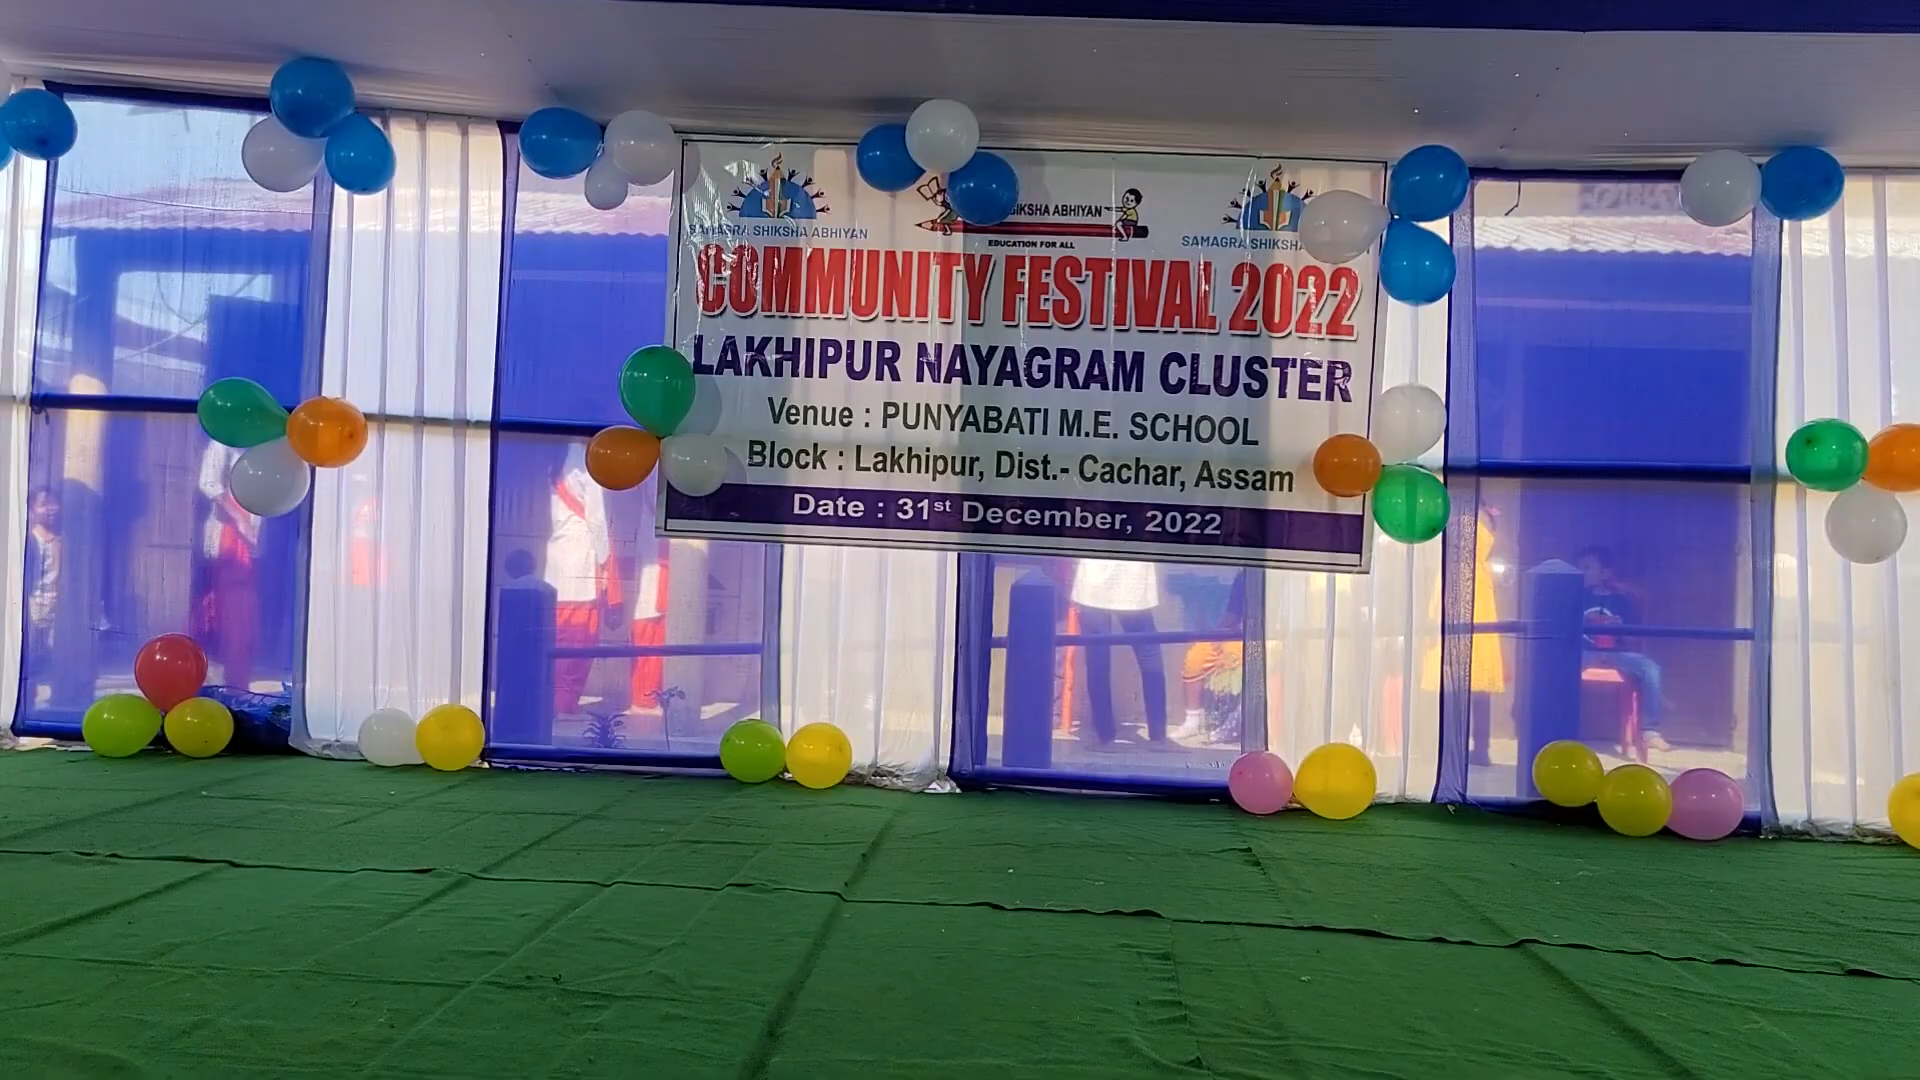 SAMAGRA SHIKSHA ABHIYAN
SIKSHA ABHIYAN
EDUCATION FOR ALL
SAMAGRA SHIKSHA
COMMUNITY FESTIVAL 2022
LAKHIPUR NAYAGRAM CLUSTER
Venue : PUNYABATI M.E. SCHOOL
Block : Lakhipur, Dist.- Cachar, Assam
Date : 31st December, 2022